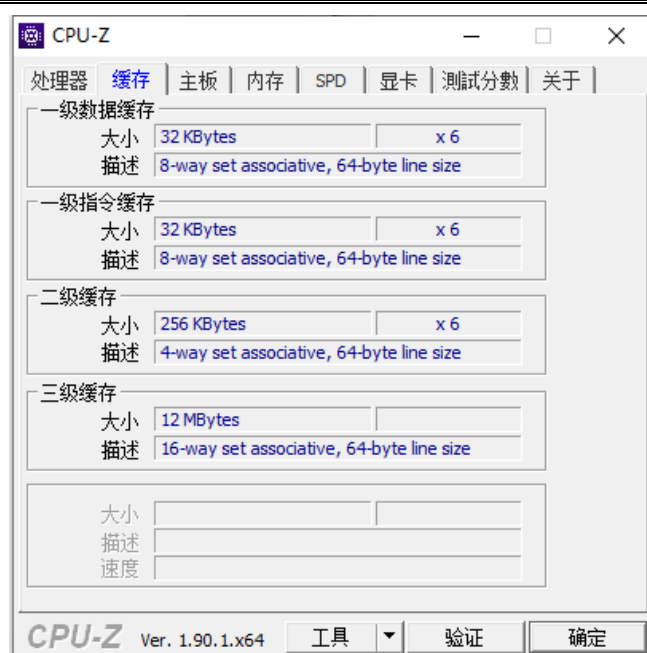 CPU-Z
处理器 缓存 主板 内存 SPD 显卡 測試分數 关于
一级数据缓存
大小 32 KBytes x 6
描述 8-way set associative, 64-byte line size
一级指令缓存
大小 32 KBytes x 6
描述 8-way set associative, 64-byte line size
二级缓存
大小 256 KBytes x 6
描述 4-way set associative, 64-byte line size
三级缓存
大小 12 MBytes
描述 16-way set associative, 64-byte line size
大小
描述
速度
CPU-Z Ver. 1.90.1.x64 工具 验证 确定